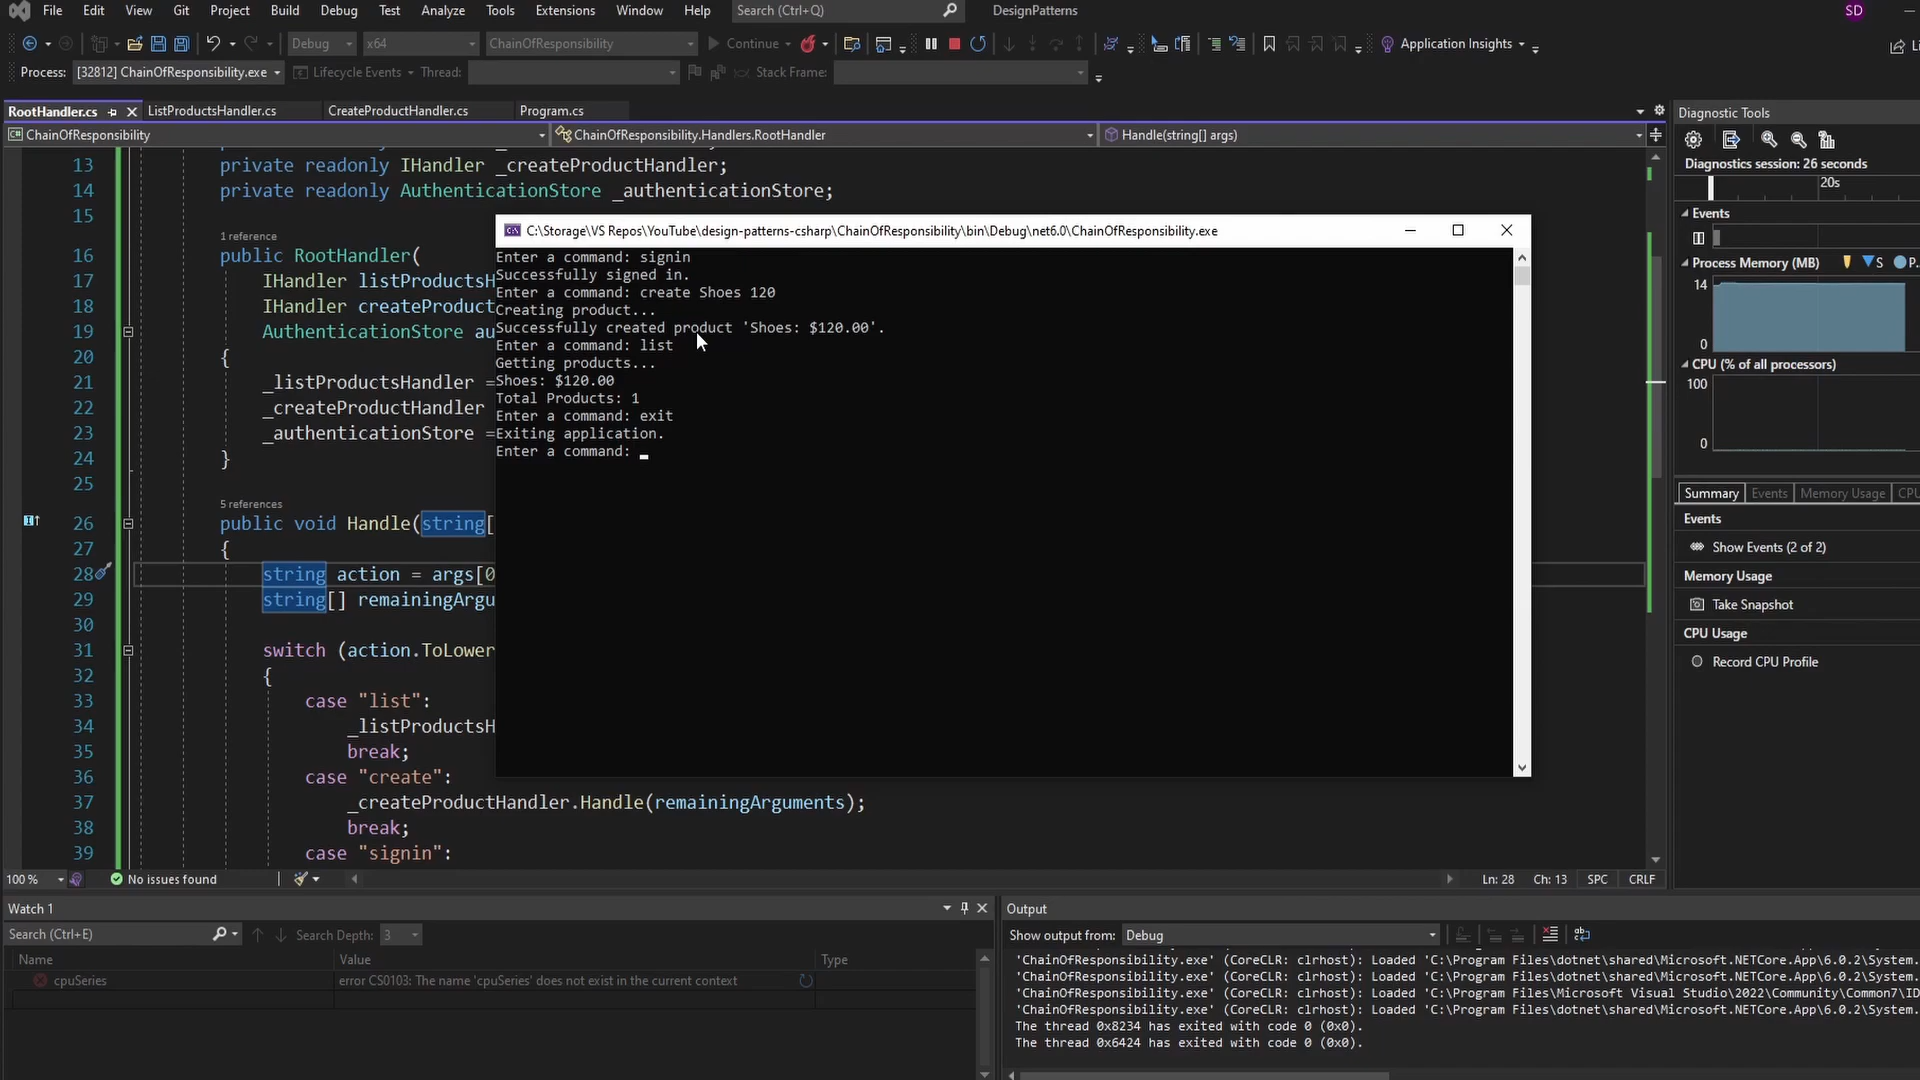 File Edit View Git Project Build Debug Test Analyze Tools Extensions Window Help Search (Ctrl+Q) DesignPatterns SD
Debug x64 ChainOfResponsibility Continue Application Insights
Process: [32812] ChainOfResponsibility.exe Lifecycle Events Thread: Stack Frame:
RootHandler.cs ListProductsHandler.cs CreateProductHandler.cs Program.cs
ChainOfResponsibility ChainOfResponsibility.Handlers.RootHandler Handle(string[] args)
13 private readonly IHandler _createProductHandler;
14 private readonly AuthenticationStore _authenticationStore;
15
1 reference
16 public RootHandler(
17 IHandler listProductsH
18 IHandler createProduct
19 AuthenticationStore au
20 {
21 _listProductsHandler =
22 _createProductHandler
23 _authenticationStore =
24 }
25
5 references
26 public void Handle(string[
27 {
28 string action = args[0
29 string[] remainingArgu
30
31 switch (action.ToLower
32 {
33 case "list":
34 _listProductsH
35 break;
36 case "create":
37 _createProductHandler.Handle(remainingArguments);
38 break;
39 case "signin":
C:\Storage\VS Repos\YouTube\design-patterns-csharp\ChainOfResponsibility\bin\Debug\net6.0\ChainOfResponsibility.exe
Enter a command: signin
Successfully signed in.
Enter a command: create Shoes 120
Creating product...
Successfully created product 'Shoes: $120.00'.
Enter a command: list
Getting products...
Shoes: $120.00
Total Products: 1
Enter a command: exit
Exiting application.
Enter a command: _
100 % No issues found Ln: 28 Ch: 13 SPC CRLF
Diagnostic Tools
Diagnostics session: 26 seconds
20s
Events
Process Memory (MB) S P..
14
0
CPU (% of all processors)
100
0
Summary Events Memory Usage CPU
Events
Show Events (2 of 2)
Memory Usage
Take Snapshot
CPU Usage
Record CPU Profile
Watch 1
Search (Ctrl+E) Search Depth: 3
Name Value Type
cpuSeries error CS0103: The name 'cpuSeries' does not exist in the current context
Output
Show output from: Debug
'ChainOfResponsibility.exe' (CoreCLR: clrhost): Loaded 'C:\Program Files\dotnet\shared\Microsoft.NETCore.App\6.0.2\System.
'ChainOfResponsibility.exe' (CoreCLR: clrhost): Loaded 'C:\Program Files\dotnet\shared\Microsoft.NETCore.App\6.0.2\System.
'ChainOfResponsibility.exe' (CoreCLR: clrhost): Loaded 'C:\Program Files\Microsoft Visual Studio\2022\Community\Common7\ID
'ChainOfResponsibility.exe' (CoreCLR: clrhost): Loaded 'C:\Program Files\dotnet\shared\Microsoft.NETCore.App\6.0.2\System.
The thread 0x8234 has exited with code 0 (0x0).
The thread 0x6424 has exited with code 0 (0x0).